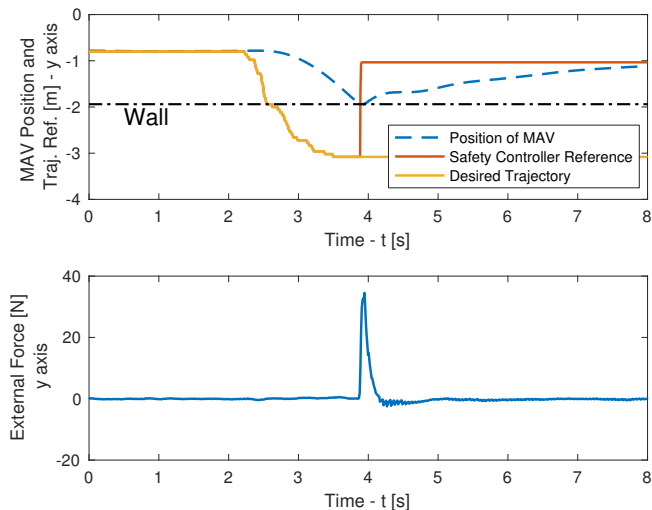 MAV Position and
Traj. Ref. [m] - y axis
-1
-2
-3
-4
Wall
Position of MAV
Safety Controller Reference
Desired Trajectory
0 1 2 3 4 5 6 7 8
Time - t [s]
External Force [N]
y axis
40
20
0
-20
0 1 2 3 4 5 6 7 8
Time - t [s]